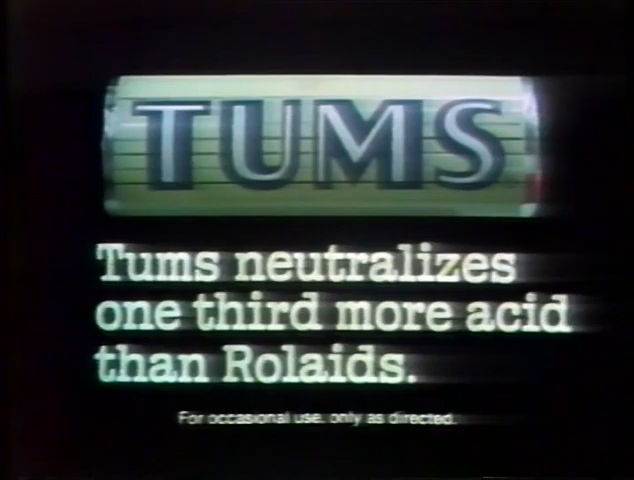 TUMS
Tums neutralizes
one third more acid
than Rolaids.
For occasional use, only as directed.